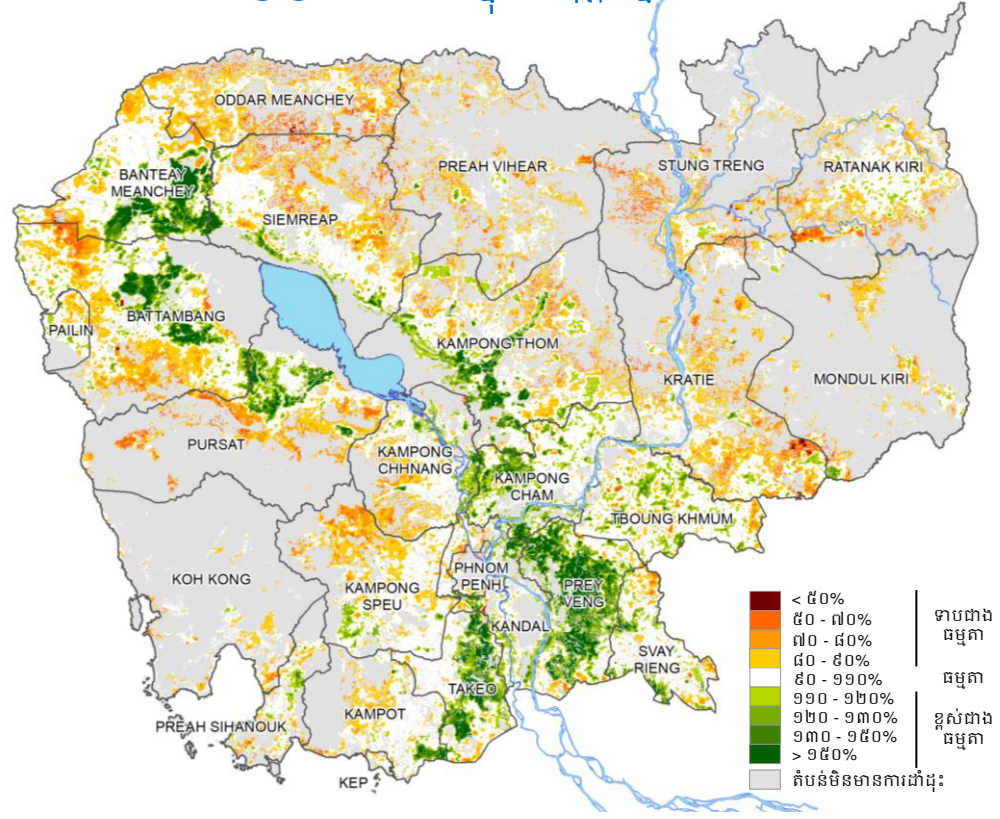 ODDAR MEANCHEY
PREAH VIHEAR
STUNG TRENG
RATANAK KIRI
BANTEAY
MEANCHEY
SIEMREAP
BATTAMBANG
PAILIN
KAMPONG THOM
KRATIE
MONDUL KIRI
PURSAT
KAMPONG
CHHNANG
KAMPONG
CHAM
TBOUNG KHMUM
KOH KONG
KAMPONG
SPEU
PHNOM
PENH
PREY
VENG
KANDAL
SVAY
RIENG
TAKEO
PREAH SIHANOUK
KAMPOT
KEP
< ៥០%
៥០ - ៧០%
៧០ - ៨០%
៨០ - ៩០%
ទាបជាង
ធម្មតា
៩០ - ១១០%
ធម្មតា
១១០ - ១២០%
១២០ - ១៣០%
១៣០ - ១៥០%
> ១៥០%
ខ្ពស់ជាង
ធម្មតា
តំបន់មិនមានការដាំដុះ